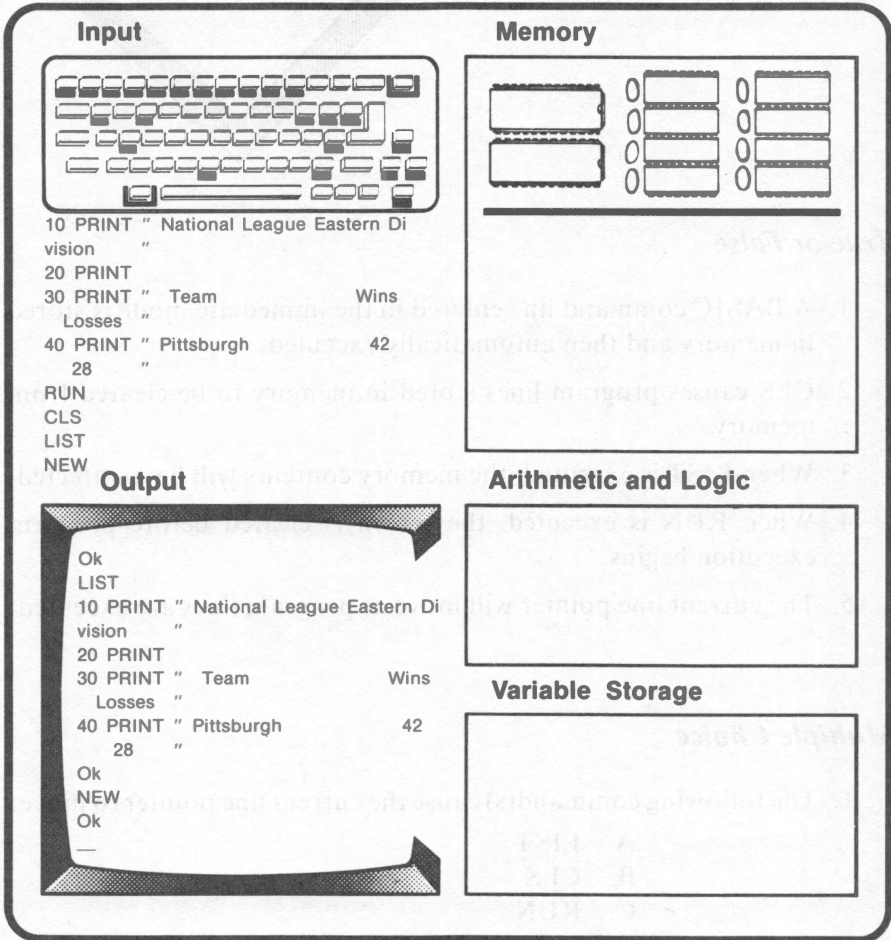 Input
10 PRINT " National League Eastern Di
vision "
20 PRINT
30 PRINT " Team Wins
Losses "
40 PRINT " Pittsburgh 42
28 "
RUN
CLS
LIST
NEW
Memory
Output
Ok
LIST
10 PRINT " National League Eastern Di
vision "
20 PRINT
30 PRINT " Team Wins
Losses "
40 PRINT " Pittsburgh 42
28 "
Ok
NEW
Ok
_
Arithmetic and Logic
Variable Storage